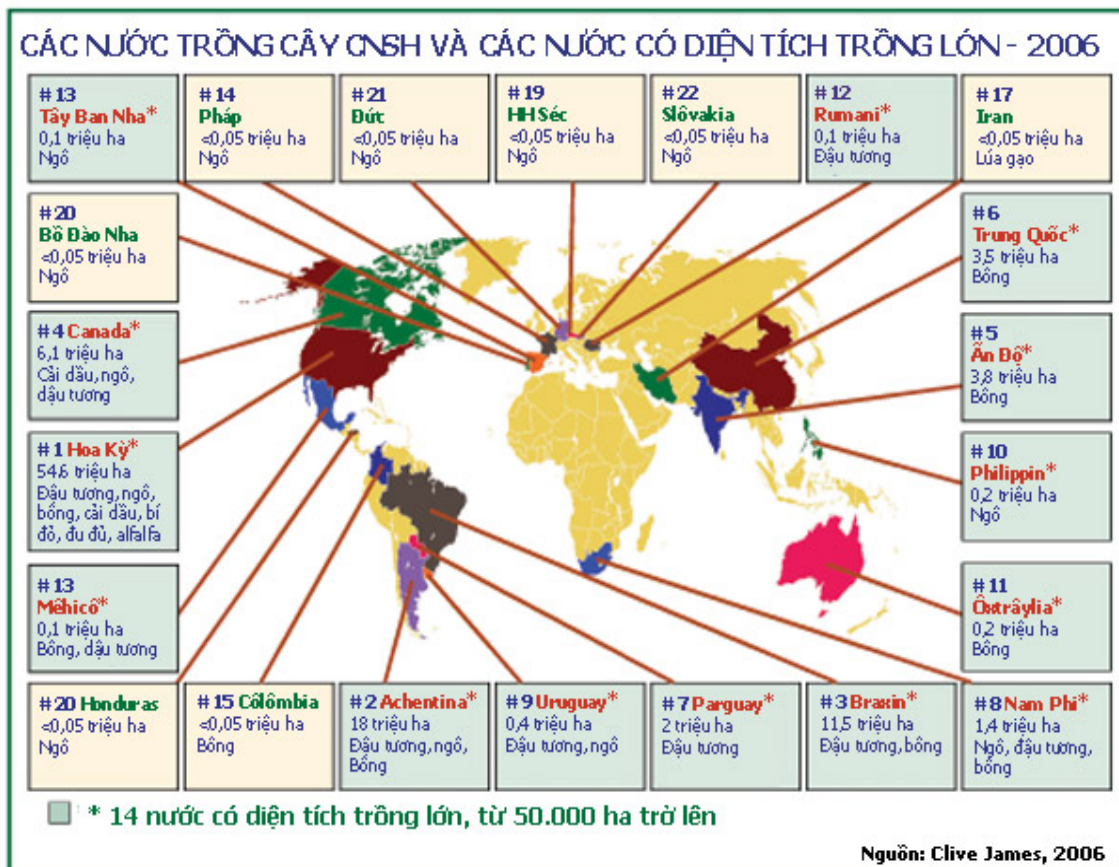 CÁC NƯỚC TRỒNG CÂY CNSH VÀ CÁC NƯỚC CÓ DIỆN TÍCH TRỒNG LỚN - 2006
#13
Tây Ban Nha*
0,1 triệu ha
Ngô
#14
Pháp
<0,05 triệu ha
Ngô
#21
Đức
<0,05 triệu ha
Ngô
#19
HH Séc
<0,05 triệu ha
Ngô
#22
Slôvakia
<0,05 triệu ha
Ngô
#12
Rumani*
0,1 triệu ha
Đậu tương
#17
Iran
<0,05 triệu ha
Lúa gạo
#20
Bồ Đào Nha
<0,05 triệu ha
Ngô
#6
Trung Quốc*
3,5 triệu ha
Bông
#4 Canada*
6,1 triệu ha
Cải dầu, ngô,
dậu tương
#5
Ấn Độ*
3,8 triệu ha
Bông
#1 Hoa Kỳ*
54,6 triệu ha
Đậu tương, ngô,
bông, cải dầu, bí
đỏ, đu đủ, alfalfa
#10
Philippin*
0,2 triệu ha
Ngô
#13
Mêhicô*
0,1 triệu ha
Bông, dậu tương
#11
Ôxtrâylia*
0,2 triệu ha
Bông
#20 Honduras
<0,05 triệu ha
Ngô
#15 Côlômbia
<0,05 triệu ha
Bông
#2 Achentina*
18 triệu ha
Đậu tương, ngô,
Bông
#9 Uruguay*
0,4 triệu ha
Đậu tương, ngô
#7 Parguay*
2 triệu ha
Đậu tương
#3 Braxin*
11,5 triệu ha
Đậu tương, bông
#8 Nam Phi*
1,4 triệu ha
Ngô, đậu tương,
bông
* 14 nước có diện tích trồng lớn, từ 50.000 ha trở lên
Nguồn: Clive James, 2006